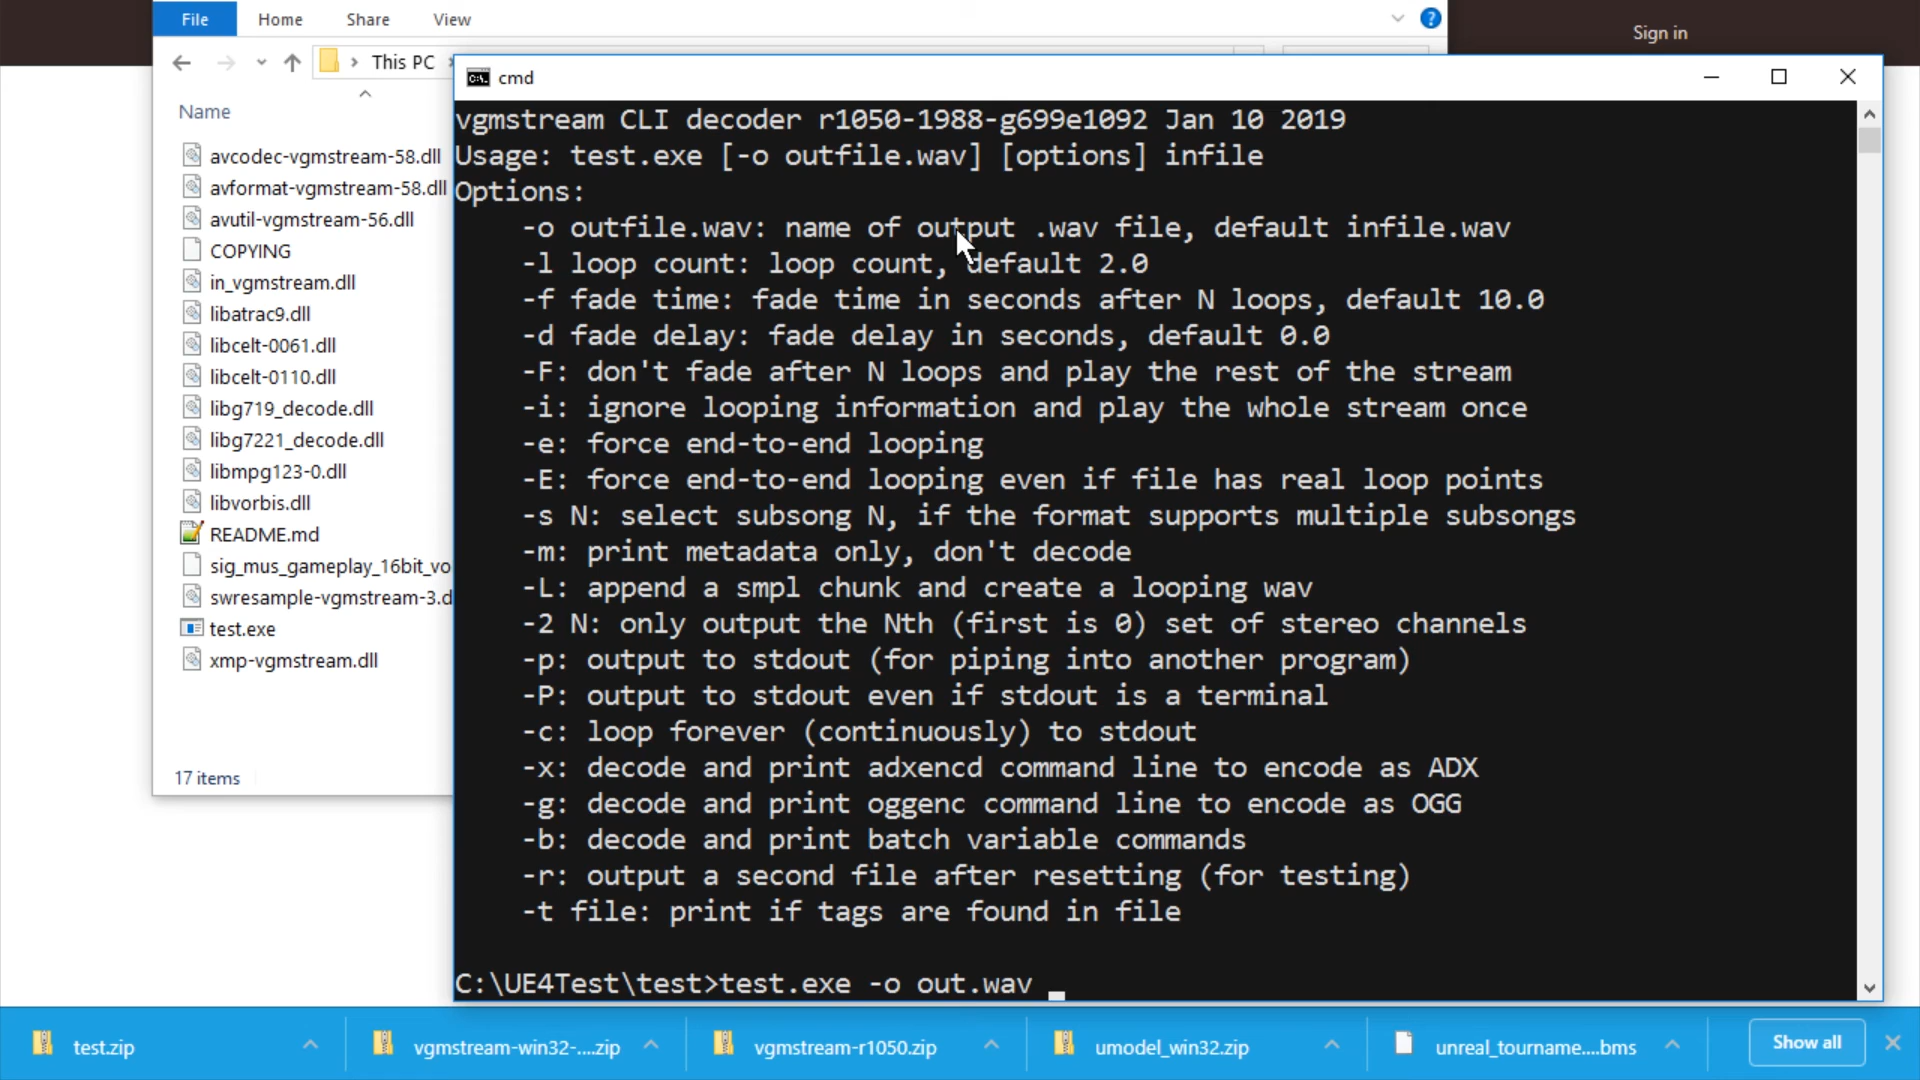 File
Home
Share
View
Sign in
This PC
cmd
Name
avcodec-vgmstream-58.dll
avformat-vgmstream-58.dll
avutil-vgmstream-56.dll
COPYING
in_vgmstream.dll
libatrac9.dll
libcelt-0061.dll
libcelt-0110.dll
libg719_decode.dll
libg7221_decode.dll
libmpg123-0.dll
libvorbis.dll
README.md
sig_mus_gameplay_16bit_vo
swresample-vgmstream-3.d
test.exe
xmp-vgmstream.dll
17 items
vgmstream CLI decoder r1050-1988-g699e1092 Jan 10 2019
Usage: test.exe [-o outfile.wav] [options] infile
Options:
-o outfile.wav: name of output .wav file, default infile.wav
-l loop count: loop count, default 2.0
-f fade time: fade time in seconds after N loops, default 10.0
-d fade delay: fade delay in seconds, default 0.0
-F: don't fade after N loops and play the rest of the stream
-i: ignore looping information and play the whole stream once
-e: force end-to-end looping
-E: force end-to-end looping even if file has real loop points
-s N: select subsong N, if the format supports multiple subsongs
-m: print metadata only, don't decode
-L: append a smpl chunk and create a looping wav
-2 N: only output the Nth (first is 0) set of stereo channels
-p: output to stdout (for piping into another program)
-P: output to stdout even if stdout is a terminal
-c: loop forever (continuously) to stdout
-x: decode and print adxencd command line to encode as ADX
-g: decode and print oggenc command line to encode as OGG
-b: decode and print batch variable commands
-r: output a second file after resetting (for testing)
-t file: print if tags are found in file
C:\UE4Test\test>test.exe -o out.wav
test.zip
vgmstream-win32-....zip
vgmstream-r1050.zip
umodel_win32.zip
unreal_tourname....bms
Show all